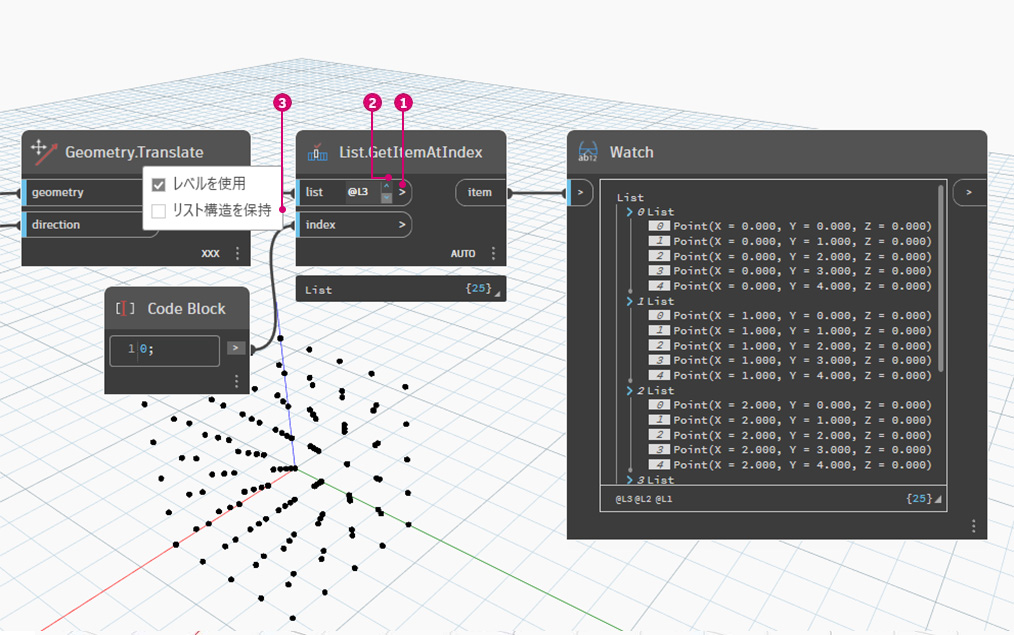 3
2
1
Geometry.Translate
geometry
direction
XXX
レベルを使用
リスト構造を保持
List.GetItemAtIndex
list @L3 >
item
index >
AUTO
List {25}
Code Block
1 0; >
Watch
> >
List
0 List
0 Point(X = 0.000, Y = 0.000, Z = 0.000)
1 Point(X = 0.000, Y = 1.000, Z = 0.000)
2 Point(X = 0.000, Y = 2.000, Z = 0.000)
3 Point(X = 0.000, Y = 3.000, Z = 0.000)
4 Point(X = 0.000, Y = 4.000, Z = 0.000)
1 List
0 Point(X = 1.000, Y = 0.000, Z = 0.000)
1 Point(X = 1.000, Y = 1.000, Z = 0.000)
2 Point(X = 1.000, Y = 2.000, Z = 0.000)
3 Point(X = 1.000, Y = 3.000, Z = 0.000)
4 Point(X = 1.000, Y = 4.000, Z = 0.000)
2 List
0 Point(X = 2.000, Y = 0.000, Z = 0.000)
1 Point(X = 2.000, Y = 1.000, Z = 0.000)
2 Point(X = 2.000, Y = 2.000, Z = 0.000)
3 Point(X = 2.000, Y = 3.000, Z = 0.000)
4 Point(X = 2.000, Y = 4.000, Z = 0.000)
3 List
@L3 @L2 @L1 {25}